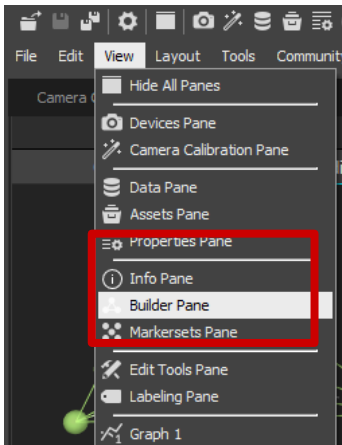 File Edit View Layout Tools Communit
Hide All Panes
Camera
Devices Pane
Camera Calibration Pane
Data Pane
Assets Pane
Properties Pane
Info Pane
Builder Pane
Markersets Pane
Edit Tools Pane
Labeling Pane
Graph 1